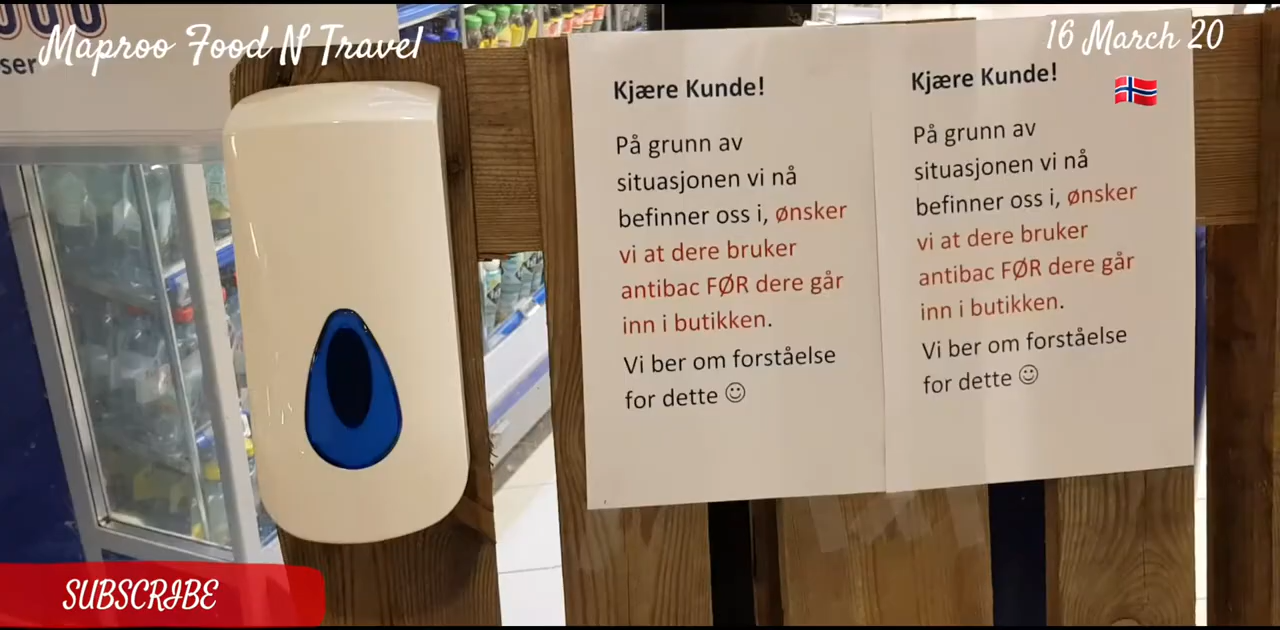 ser
Maproo Food N Travel
16 March 20
Kjære Kunde!
På grunn av
situasjonen vi nå
befinner oss i, ønsker
vi at dere bruker
antibac FØR dere går
inn i butikken.
Vi ber om forståelse
for dette ☺
Kjære Kunde!
På grunn av
situasjonen vi nå
befinner oss i, ønsker
vi at dere bruker
antibac FØR dere går
inn i butikken.
Vi ber om forståelse
for dette ☺
SUBSCRIBE